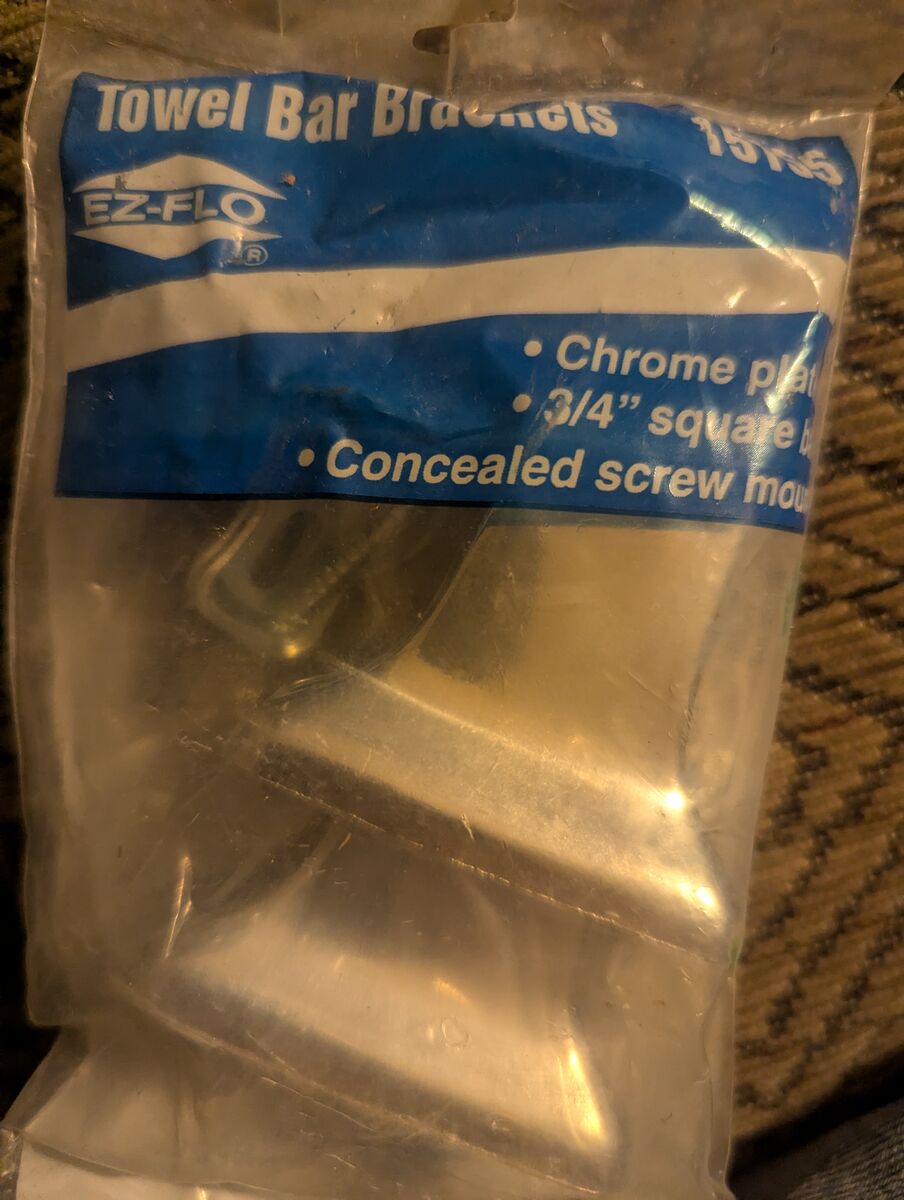 Towel Bar Brackets
EZ-FLO
®
• Chrome plat
• 3/4” square b
• Concealed screw mou